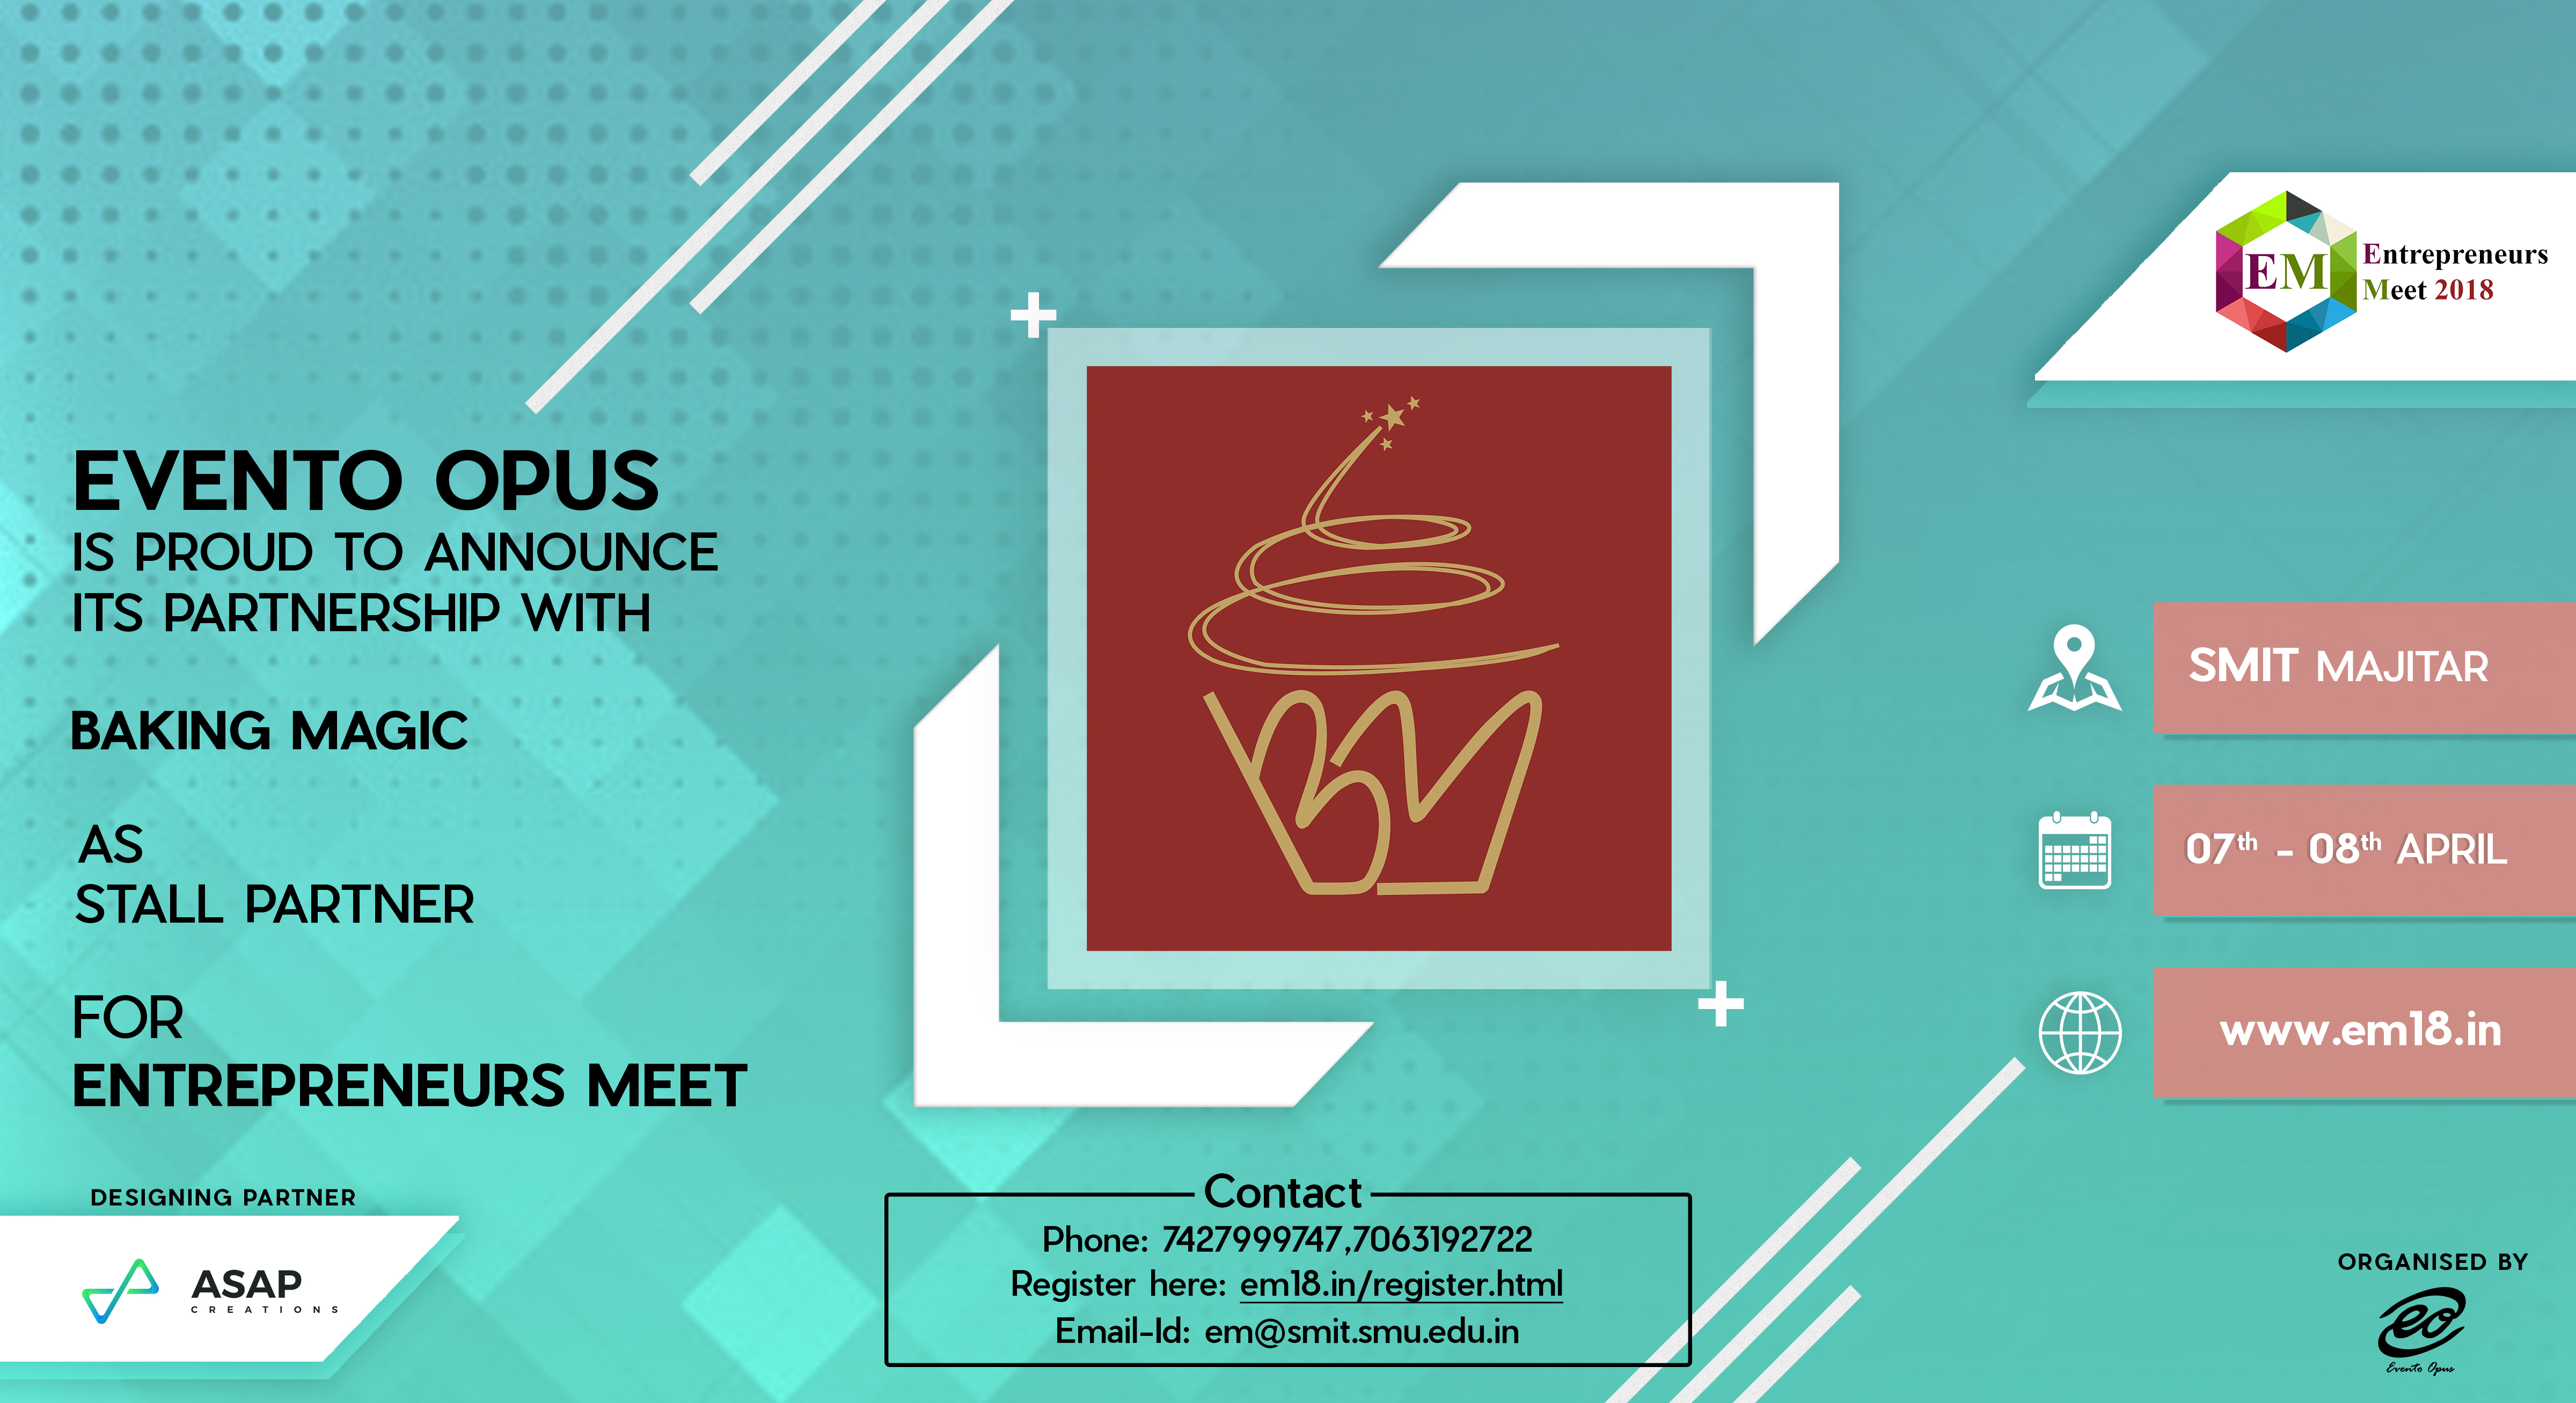 EVENTO OPUS
IS PROUD TO ANNOUNCE
ITS PARTNERSHIP WITH
BAKING MAGIC
AS
STALL PARTNER
FOR
ENTREPRENEURS MEET
DESIGNING PARTNER
ASAP
CREATIONS
BM
Contact
Phone: 7427999747,7063192722
Register here: em18.in/register.html
Email-Id: em@smit.smu.edu.in
EM
Entrepreneurs
Meet 2018
SMIT MAJITAR
07th - 08th APRIL
www.em18.in
ORGANISED BY
eo
Evento Opus